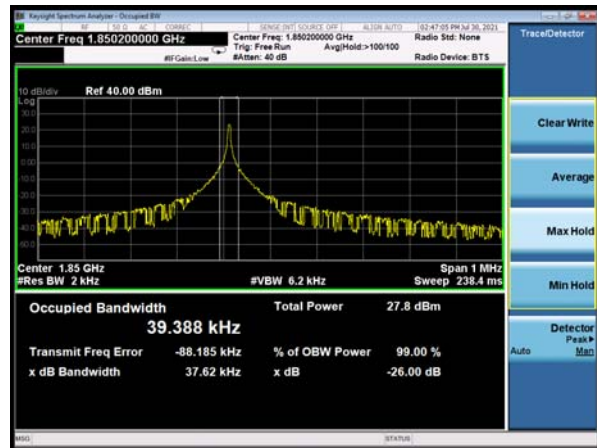 Keysight Spectrum Analyzer - Occupied BW
RF 50 Ω AC CORREC SENSE:INT SOURCE OFF ALIGN AUTO 02:47:05 PM Jul 30, 2021
Center Freq 1.850200000 GHz
Center Freq: 1.850200000 GHz
Radio Std: None
Trig: Free Run Avg|Hold:>100/100
#IFGain:Low #Atten: 40 dB Radio Device: BTS
Trace/Detector
10 dB/div Ref 40.00 dBm
Log
30.0
20.0
10.0
0.00
Clear Write
Average
Max Hold
Min Hold
Detector
Peak
Auto Man
Center 1.85 GHz Span 1 MHz
#Res BW 2 kHz #VBW 6.2 kHz Sweep 238.4 ms
Occupied Bandwidth Total Power 27.8 dBm
39.388 kHz
Transmit Freq Error -88.185 kHz % of OBW Power 99.00 %
x dB Bandwidth 37.62 kHz x dB -26.00 dB
MSG STATUS